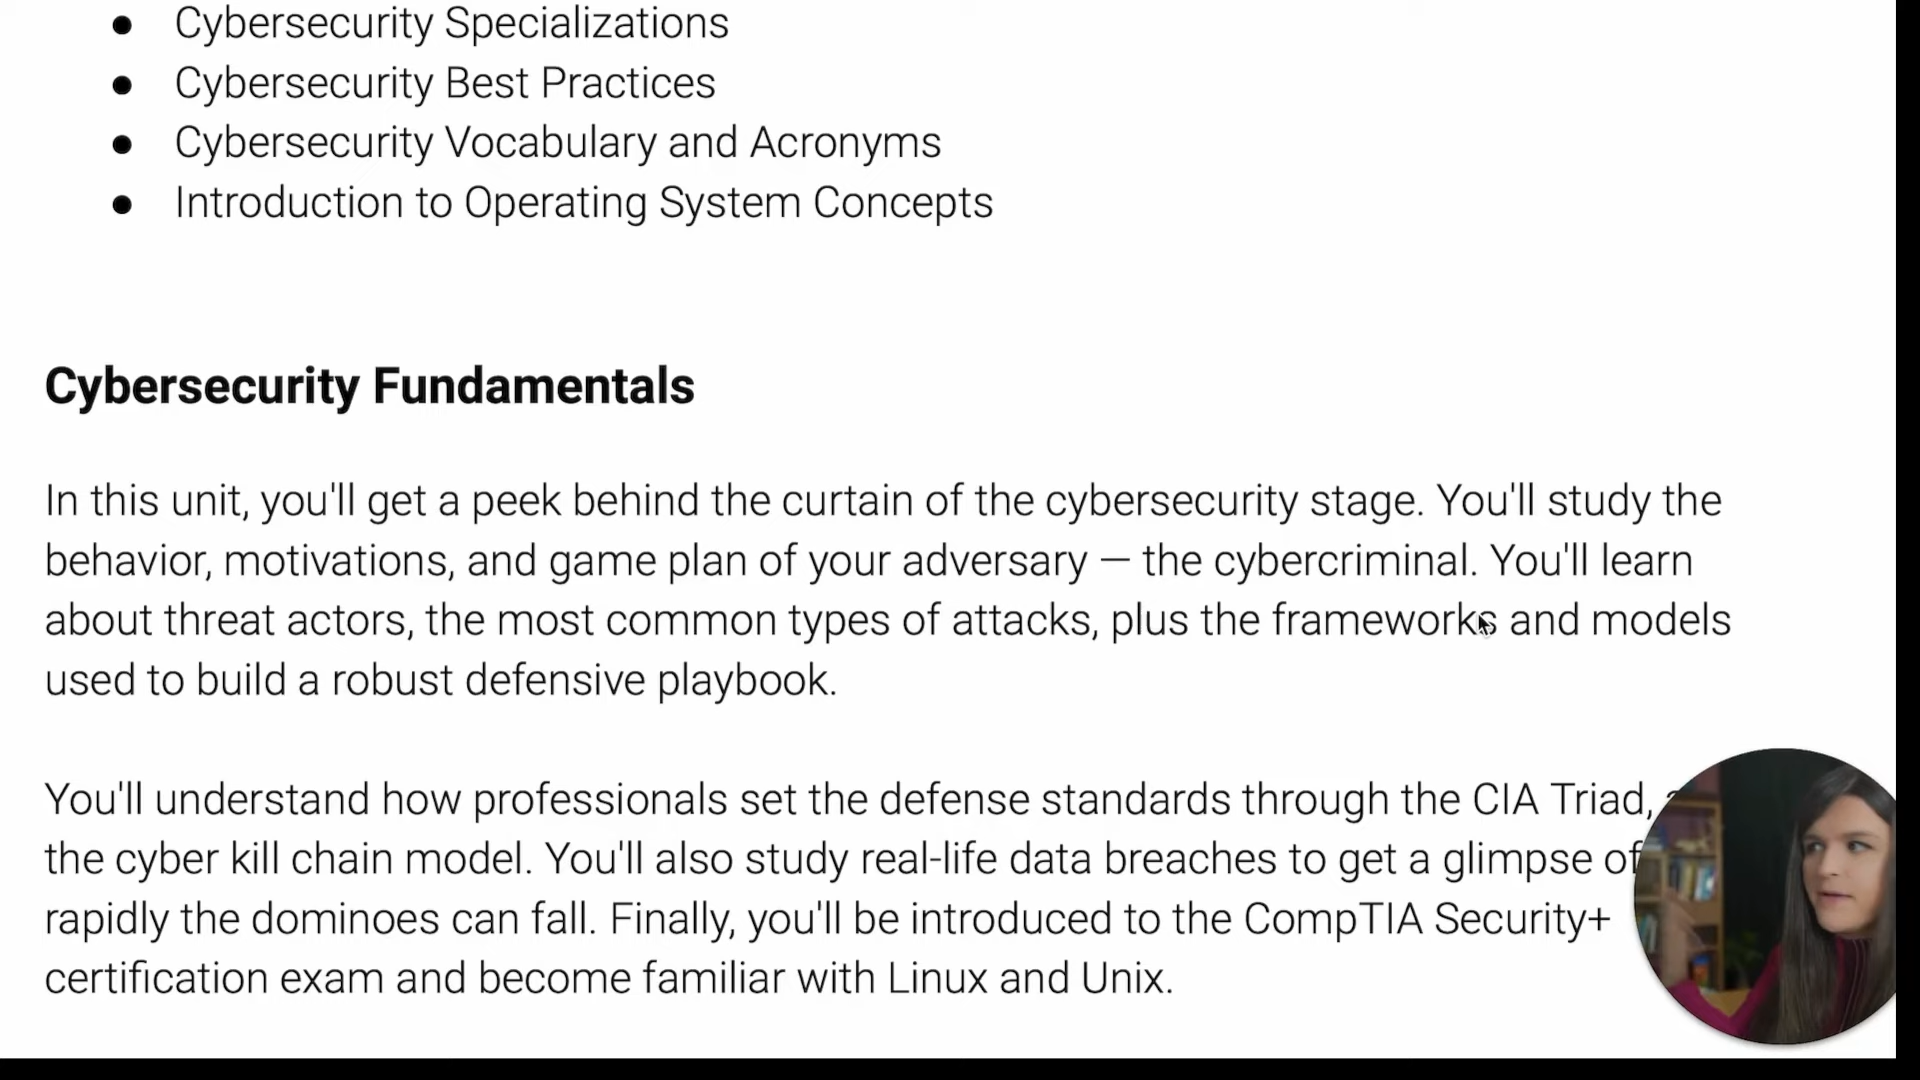 Cybersecurity Specializations
Cybersecurity Best Practices
Cybersecurity Vocabulary and Acronyms
Introduction to Operating System Concepts
Cybersecurity Fundamentals
In this unit, you'll get a peek behind the curtain of the cybersecurity stage. You'll study the
behavior, motivations, and game plan of your adversary — the cybercriminal. You'll learn
about threat actors, the most common types of attacks, plus the frameworks and models
used to build a robust defensive playbook.
You'll understand how professionals set the defense standards through the CIA Triad,
the cyber kill chain model. You'll also study real-life data breaches to get a glimpse of
rapidly the dominoes can fall. Finally, you'll be introduced to the CompTIA Security+
certification exam and become familiar with Linux and Unix.